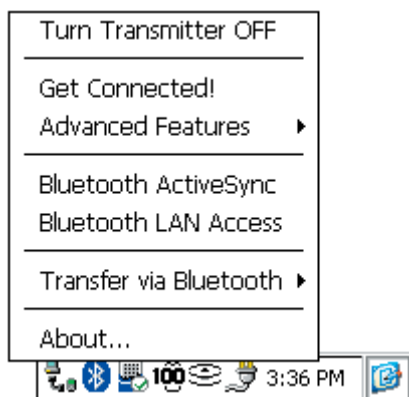 Turn Transmitter OFF
Get Connected!
Advanced Features
Bluetooth ActiveSync
Bluetooth LAN Access
Transfer via Bluetooth
About...
100 3:36 PM